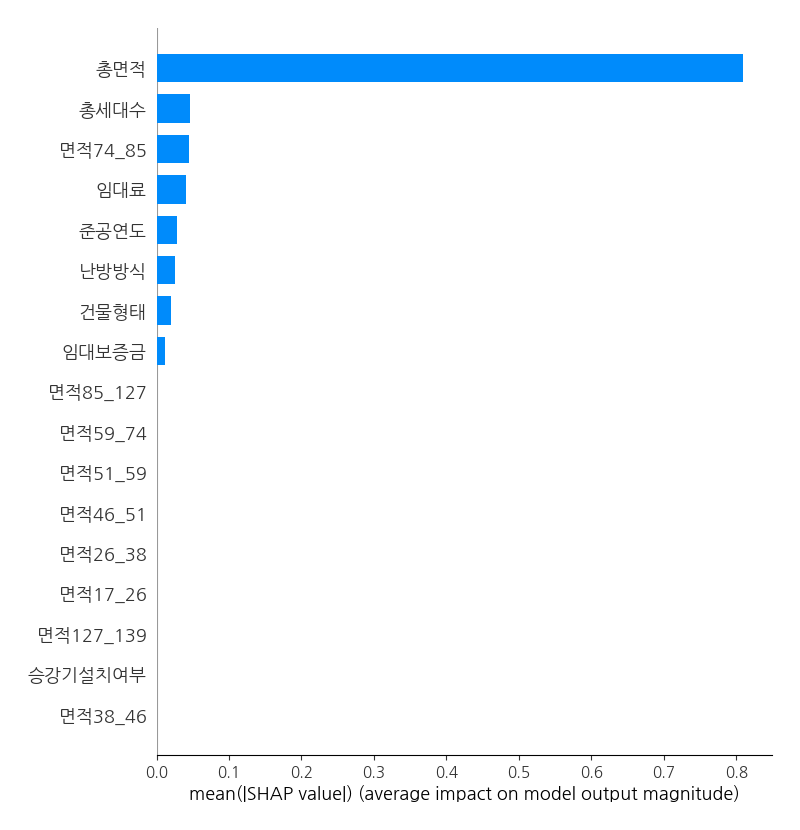 총면적
총세대수
면적74_85
임대료
준공연도
난방방식
건물형태
임대보증금
면적85_127
면적59_74
면적51_59
면적46_51
면적26_38
면적17_26
면적127_139
승강기설치여부
면적38_46
0.0 0.1 0.2 0.3 0.4 0.5 0.6 0.7 0.8
mean(|SHAP value|) (average impact on model output magnitude)